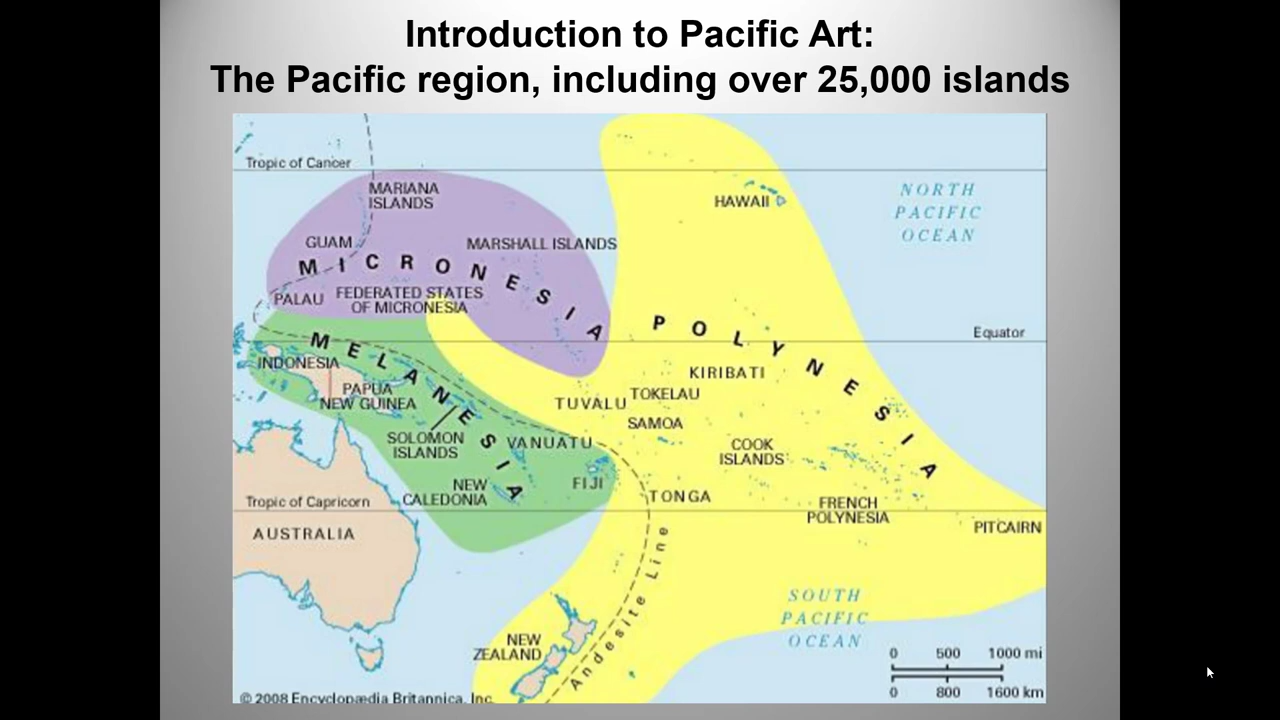 Introduction to Pacific Art:
The Pacific region, including over 25,000 islands
Tropic of Cancer
MARIANA
ISLANDS
HAWAII
NORTH
PACIFIC
OCEAN
GUAM
MARSHALL ISLANDS
MICRONESIA
PALAU
FEDERATED STATES
OF MICRONESIA
POLYNESIA
Equator
MELANESIA
INDONESIA
KIRIBATI
PAPUA
NEW GUINEA
TUVALU
TOKELAU
SAMOA
SOLOMON
ISLANDS
VANUATU
COOK
ISLANDS
FIJI
NEW
CALEDONIA
TONGA
Tropic of Capricorn
FRENCH
POLYNESIA
PITCAIRN
AUSTRALIA
Andesite Line
SOUTH
PACIFIC
OCEAN
NEW
ZEALAND
0 500 1000 mi
0 800 1600 km
© 2008 Encyclopædia Britannica, Inc.